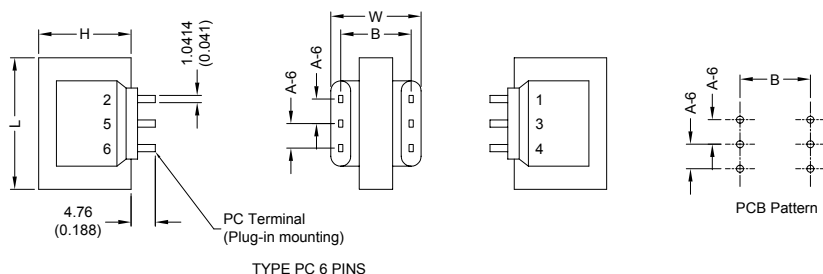 H
W
B
1.0414
(0.041)
A-6
A-6
L
2
5
6
1
3
4
B
A-6
A-6
4.76
(0.188)
PC Terminal
(Plug-in mounting)
PCB Pattern
TYPE PC 6 PINS